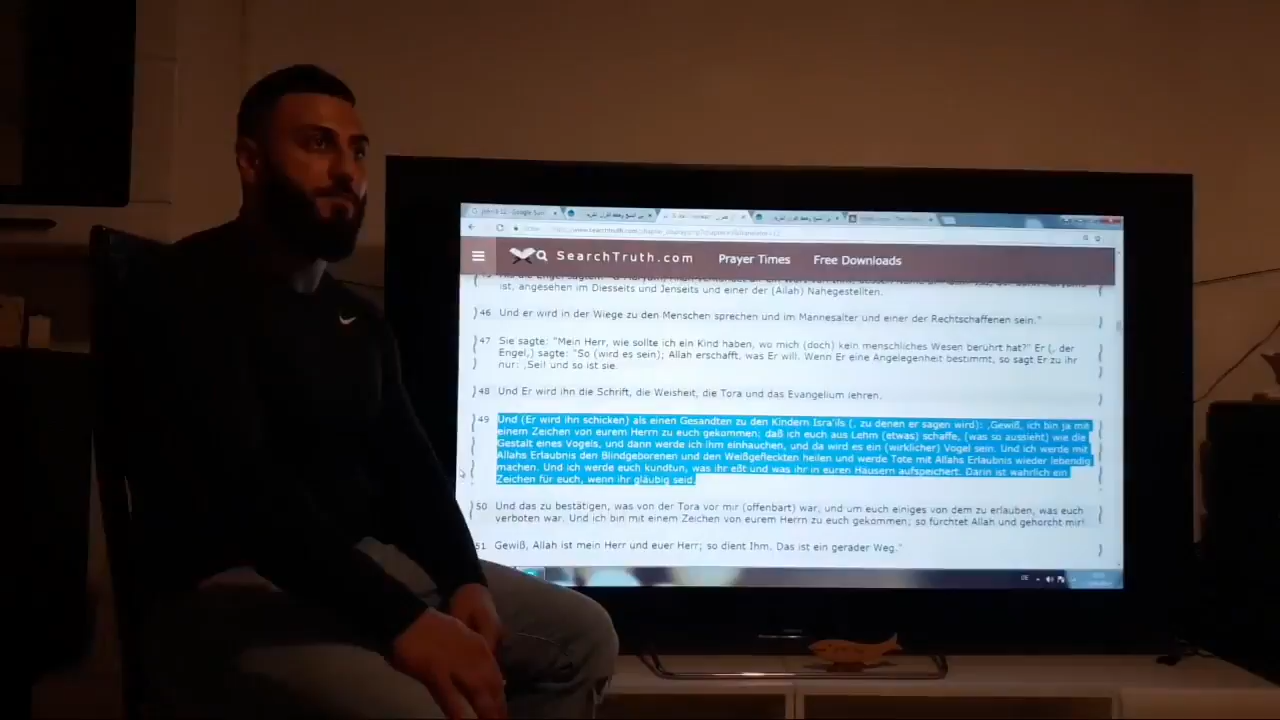 SearchTruth.com Prayer Times Free Downloads
ist, angesehen im Diesseits und Jenseits und einer der (Allah) Nahegestellten.
46 Und er wird in der Wiege zu den Menschen sprechen und im Mannesalter und einer der Rechtschaffenen sein."
47 Sie sagte: "Mein Herr, wie sollte ich ein Kind haben, wo mich (doch) kein menschliches Wesen berührt hat?" Er (, der
Engel,) sagte: "So (wird es sein); Allah erschafft, was Er will. Wenn Er eine Angelegenheit bestimmt, so sagt Er zu ihr
nur: ,Sei! und so ist sie.
48 Und Er wird ihn die Schrift, die Weisheit, die Tora und das Evangelium lehren.
49 Und (Er wird ihn schicken) als einen Gesandten zu den Kindern Isra'ils (, zu denen er sagen wird): ,Gewiß, ich bin ja mit
einem Zeichen von eurem Herrn zu euch gekommen: daß ich euch aus Lehm (etwas) schaffe, (was so aussieht) wie die
Gestalt eines Vogels, und dann werde ich ihm einhauchen, und da wird es ein (wirklicher) Vogel sein. Und ich werde mit
Allahs Erlaubnis den Blindgeborenen und den Weißgefleckten heilen und werde Tote mit Allahs Erlaubnis wieder lebendig
machen. Und ich werde euch kundtun, was ihr eßt und was ihr in euren Häusern aufspeichert. Darin ist wahrlich ein
Zeichen für euch, wenn ihr gläubig seid.
50 Und das zu bestätigen, was von der Tora vor mir (offenbart) war, und um euch einiges von dem zu erlauben, was euch
verboten war. Und ich bin mit einem Zeichen von eurem Herrn zu euch gekommen; so fürchtet Allah und gehorcht mir!
51 Gewiß, Allah ist mein Herr und euer Herr; so dient Ihm. Das ist ein gerader Weg."
DE